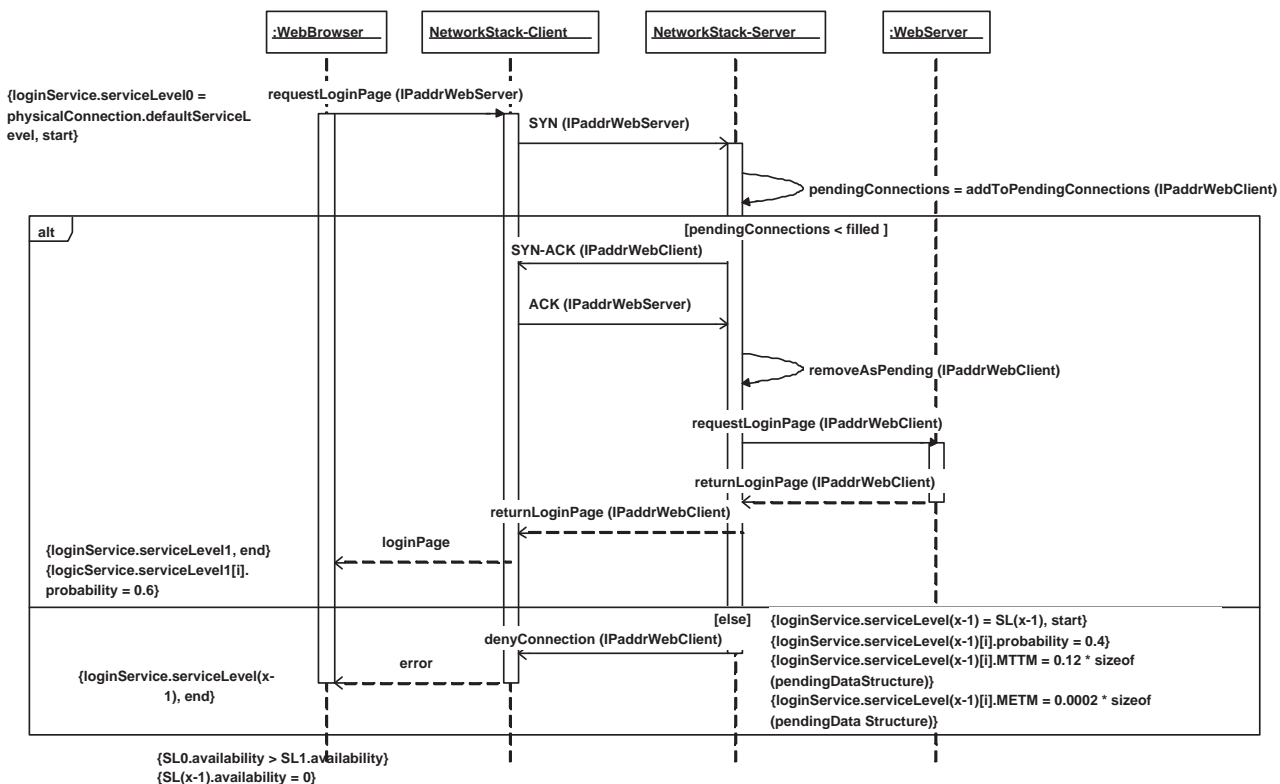 :WebBrowser
NetworkStack-Client
NetworkStack-Server
:WebServer
{loginService.serviceLevel0 =
physicalConnection.defaultServiceL
evel, start}
requestLoginPage (IPaddrWebServer)
SYN (IPaddrWebServer)
pendingConnections = addToPendingConnections (IPaddrWebClient)
alt
[pendingConnections < filled ]
SYN-ACK (IPaddrWebClient)
ACK (IPaddrWebServer)
removeAsPending (IPaddrWebClient)
requestLoginPage (IPaddrWebClient)
returnLoginPage (IPaddrWebClient)
returnLoginPage (IPaddrWebClient)
loginPage
{loginService.serviceLevel1, end}
{logicService.serviceLevel1[i].
probability = 0.6}
[else]
{loginService.serviceLevel(x-1) = SL(x-1), start}
{loginService.serviceLevel(x-1)[i].probability = 0.4}
{loginService.serviceLevel(x-1)[i].MTTM = 0.12 * sizeof
(pendingDataStructure)}
{loginService.serviceLevel(x-1)[i].METM = 0.0002 * sizeof
(pendingData Structure)}
denyConnection (IPaddrWebClient)
error
{loginService.serviceLevel(x-
1), end}
{SL0.availability > SL1.availability}
{SL(x-1).availability = 0}